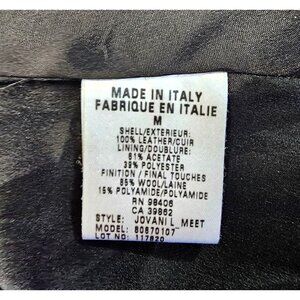 MADE IN ITALY
FABRIQUE EN ITALIE
M
SHELL/EXTERIEUR:
100% LEATHER/CUIR
LINING/DOUBLURE:
61% ACETATE
39% POLYESTER
FINITION / FINAL TOUCHES
85% WOOL/LAINE
15% POLYAMIDE/POLYAMIDE
RN 98406
CA 39862
STYLE: JOVANI L_MEET
MODEL: 80870107
LOT NO: 117820